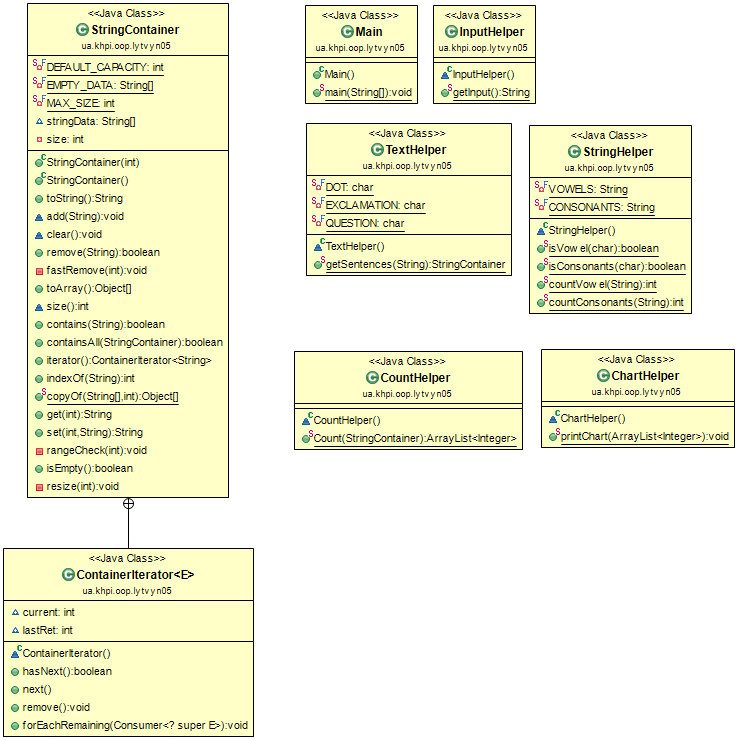 <<Java Class>>
StringContainer
ua.khpi.oop.lytvyn05
DEFAULT_CAPACITY: int
EMPTY_DATA: String[]
MAX_SIZE: int
stringData: String[]
size: int
StringContainer(int)
StringContainer()
toString():String
add(String):void
clear():void
remove(String):boolean
fastRemove(int):void
toArray():Object[]
size():int
contains(String):boolean
containsAll(StringContainer):boolean
iterator():ContainerIterator<String>
indexOf(String):int
copyOf(String[],int):Object[]
get(int):String
set(int,String):String
rangeCheck(int):void
isEmpty():boolean
resize(int):void
<<Java Class>>
Main
ua.khpi.oop.lytvyn05
Main()
main(String[]):void
<<Java Class>>
InputHelper
ua.khpi.oop.lytvyn05
InputHelper()
getInput():String
<<Java Class>>
TextHelper
ua.khpi.oop.lytvyn05
DOT: char
EXCLAMATION: char
QUESTION: char
TextHelper()
getSentences(String):StringContainer
<<Java Class>>
StringHelper
ua.khpi.oop.lytvyn05
VOWELS: String
CONSONANTS: String
StringHelper()
isVowel(char):boolean
isConsonants(char):boolean
countVowel(String):int
countConsonants(String):int
<<Java Class>>
CountHelper
ua.khpi.oop.lytvyn05
CountHelper()
Count(StringContainer):ArrayList<Integer>
<<Java Class>>
ChartHelper
ua.khpi.oop.lytvyn05
ChartHelper()
printChart(ArrayList<Integer>):void
<<Java Class>>
ContainerIterator<E>
ua.khpi.oop.lytvyn05
current: int
lastRet: int
ContainerIterator()
hasNext():boolean
next()
remove():void
forEachRemaining(Consumer<? super E>):void